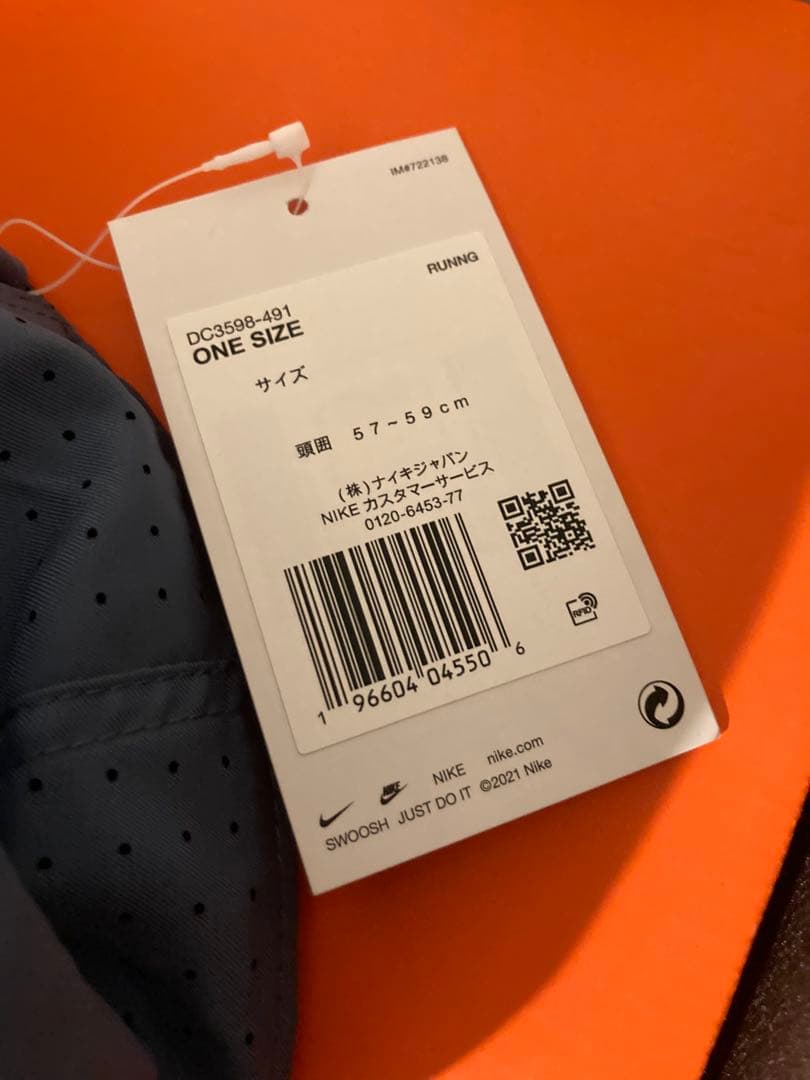 IM#722138
RUNNG
DC3598-491
ONE SIZE
サイズ
頭囲 57~59cm
(株)ナイキジャパン
NIKE カスタマーサービス
0120-6453-77
1 96604 04550 6
RFID
NIKE nike.com
SWOOSH JUST DO IT ©2021 Nike